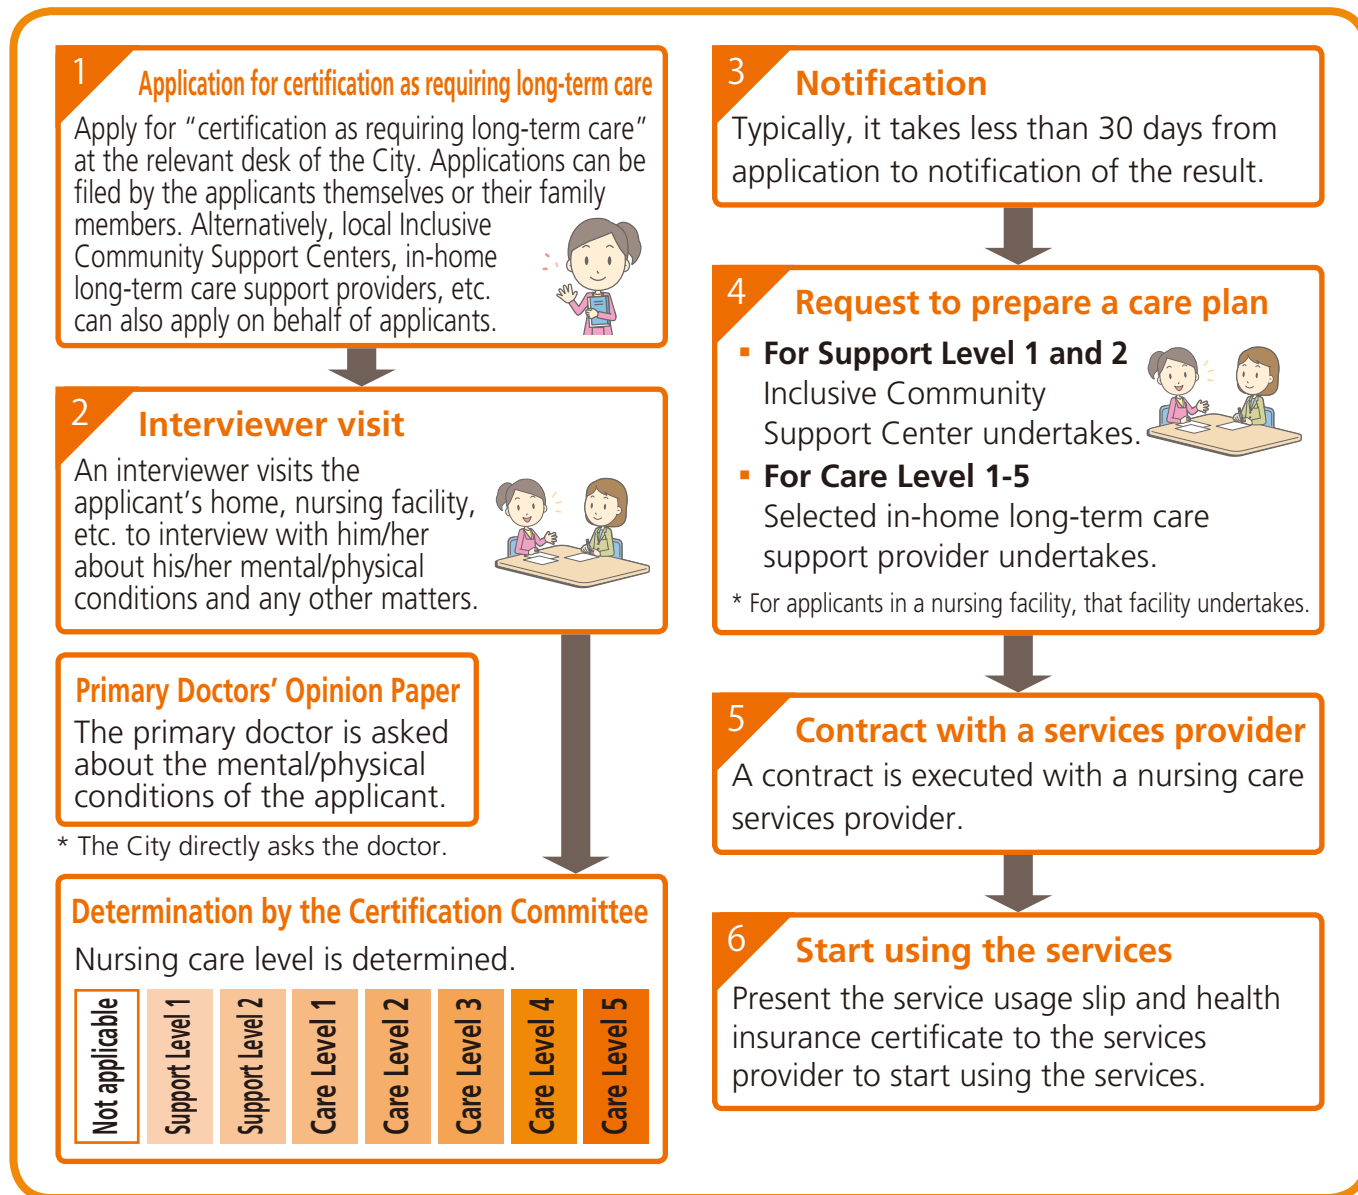 1
Application for certification as requiring long-term care
Apply for “certification as requiring long-term care”
at the relevant desk of the City. Applications can be
filed by the applicants themselves or their family
members. Alternatively, local Inclusive
Community Support Centers, in-home
long-term care support providers, etc.
can also apply on behalf of applicants.
2
Interviewer visit
An interviewer visits the
applicant’s home, nursing facility,
etc. to interview with him/her
about his/her mental/physical
conditions and any other matters.
Primary Doctors’ Opinion Paper
The primary doctor is asked
about the mental/physical
conditions of the applicant.
* The City directly asks the doctor.
Determination by the Certification Committee
Nursing care level is determined.
Not applicable
Support Level 1
Support Level 2
Care Level 1
Care Level 2
Care Level 3
Care Level 4
Care Level 5
3
Notification
Typically, it takes less than 30 days from
application to notification of the result.
4
Request to prepare a care plan
▪ For Support Level 1 and 2
Inclusive Community
Support Center undertakes.
▪ For Care Level 1-5
Selected in-home long-term care
support provider undertakes.
* For applicants in a nursing facility, that facility undertakes.
5
Contract with a services provider
A contract is executed with a nursing care
services provider.
6
Start using the services
Present the service usage slip and health
insurance certificate to the services
provider to start using the services.